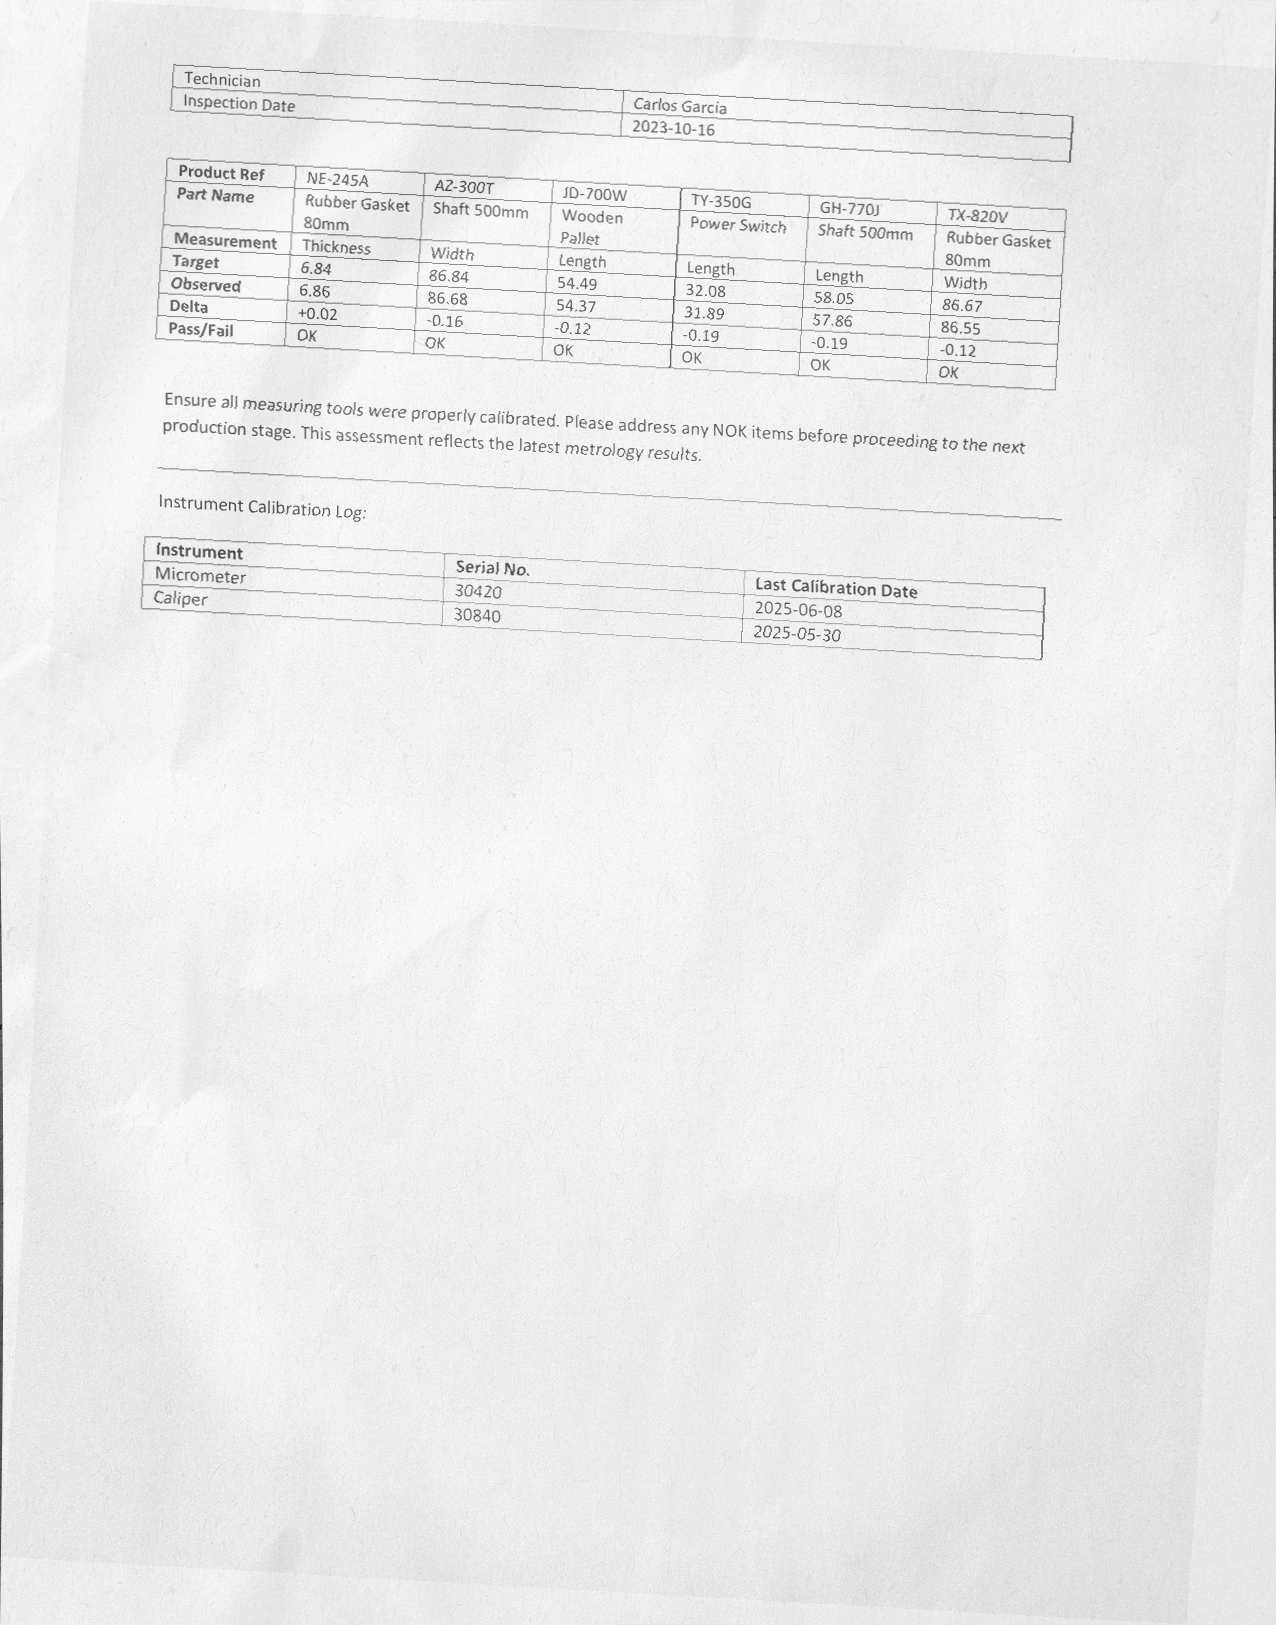 Technician Carlos Garcia
Inspection Date 2023-10-16
Product Ref NE-245A AZ-300T JD-700W TY-350G GH-770J TX-820V
Part Name Rubber Gasket 80mm Shaft 500mm Wooden Pallet Power Switch Shaft 500mm Rubber Gasket 80mm
Measurement Thickness Width Length Length Length Width
Target 6.84 86.84 54.49 32.08 58.05 86.67
Observed 6.86 86.68 54.37 31.89 57.86 86.55
Delta +0.02 -0.16 -0.12 -0.19 -0.19 -0.12
Pass/Fail OK OK OK OK OK OK
Ensure all measuring tools were properly calibrated. Please address any NOK items before proceeding to the next
production stage. This assessment reflects the latest metrology results.
Instrument Calibration Log:
Instrument Serial No. Last Calibration Date
Micrometer 30420 2025-06-08
Caliper 30840 2025-05-30